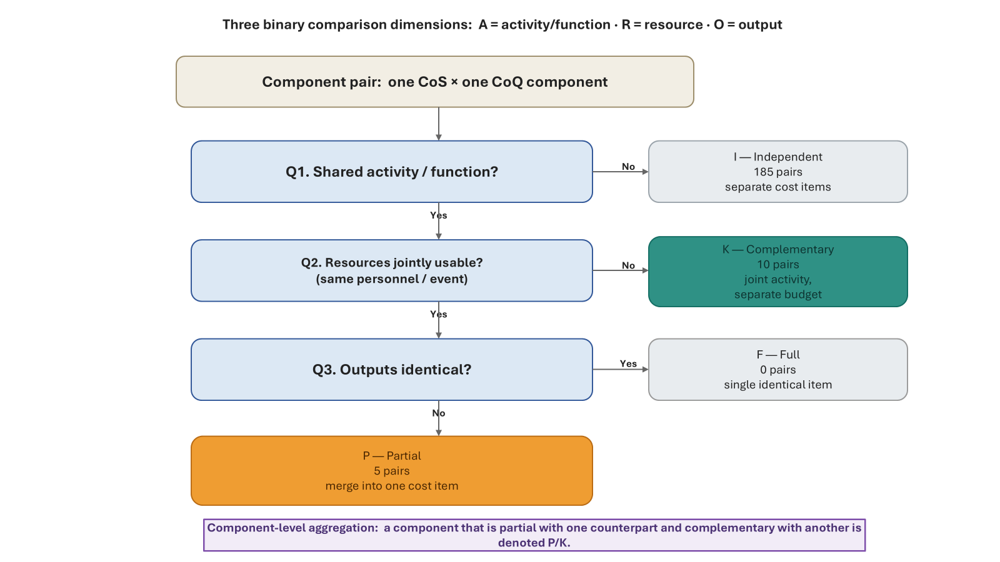 Three binary comparison dimensions:  A = activity/function · R = resource · O = output
Component pair:  one CoS × one CoQ component
Q1. Shared activity / function?
No
I — Independent
185 pairs
separate cost items
Yes
Q2. Resources jointly usable?
(same personnel / event)
No
K — Complementary
10 pairs
joint activity,
separate budget
Yes
Q3. Outputs identical?
Yes
F — Full
0 pairs
single identical item
No
P — Partial
5 pairs
merge into one cost item
Component-level aggregation:  a component that is partial with one counterpart and complementary with another is
denoted P/K.